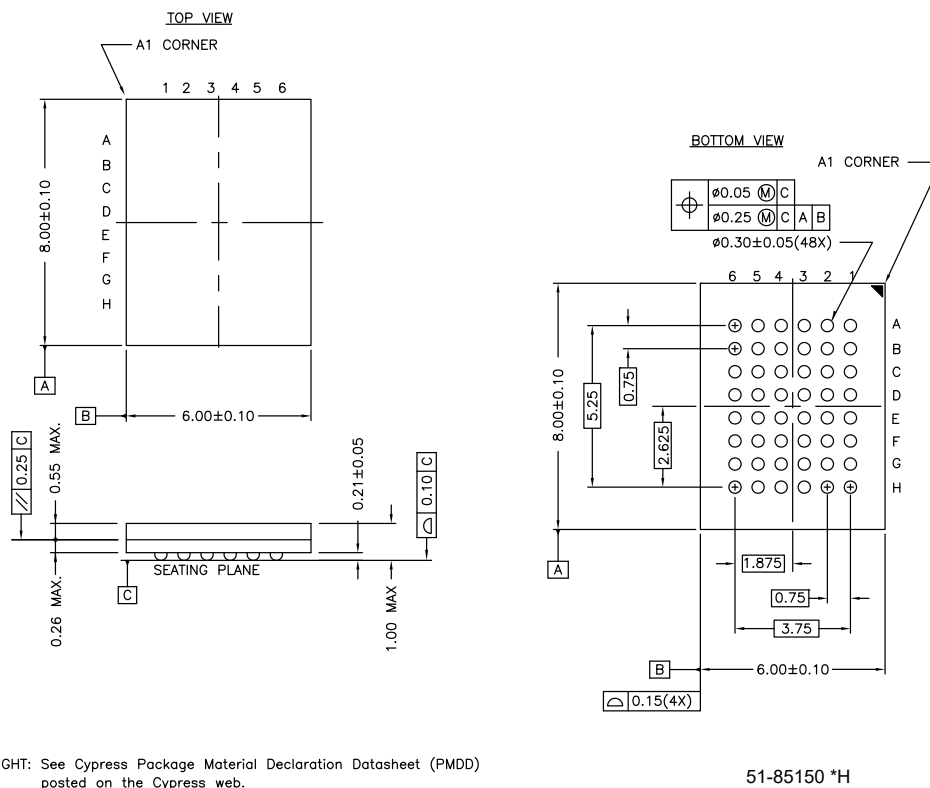 TOP VIEW
A1 CORNER
1 2 3 4 5 6
A
B
C
D
E
F
G
H
8.00±0.10
A
B
6.00±0.10
// 0.25 C
0.55 MAX.
0.21±0.05
⌓ 0.10 C
SEATING PLANE
C
0.26 MAX.
1.00 MAX
BOTTOM VIEW
A1 CORNER
⌖ ø0.05 Ⓜ C
ø0.25 Ⓜ C A B
ø0.30±0.05(48X)
6 5 4 3 2 1
A
B
C
D
E
F
G
H
8.00±0.10
5.25
0.75
2.625
A
1.875
0.75
3.75
B
6.00±0.10
⌓ 0.15(4X)
GHT: See Cypress Package Material Declaration Datasheet (PMDD)
posted on the Cypress web.
51-85150 *H